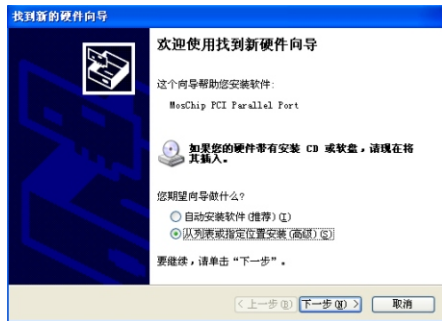 找到新的硬件向导
欢迎使用找到新硬件向导
这个向导帮助您安装软件:
MosChip PCI Parallel Port
如果您的硬件带有安装 CD 或软盘,请现在将
其插入。
您期望向导做什么?
自动安装软件(推荐)(I)
从列表或指定位置安装(高级)(S)
要继续,请单击“下一步”。
<上一步(B) 下一步(N)> 取消